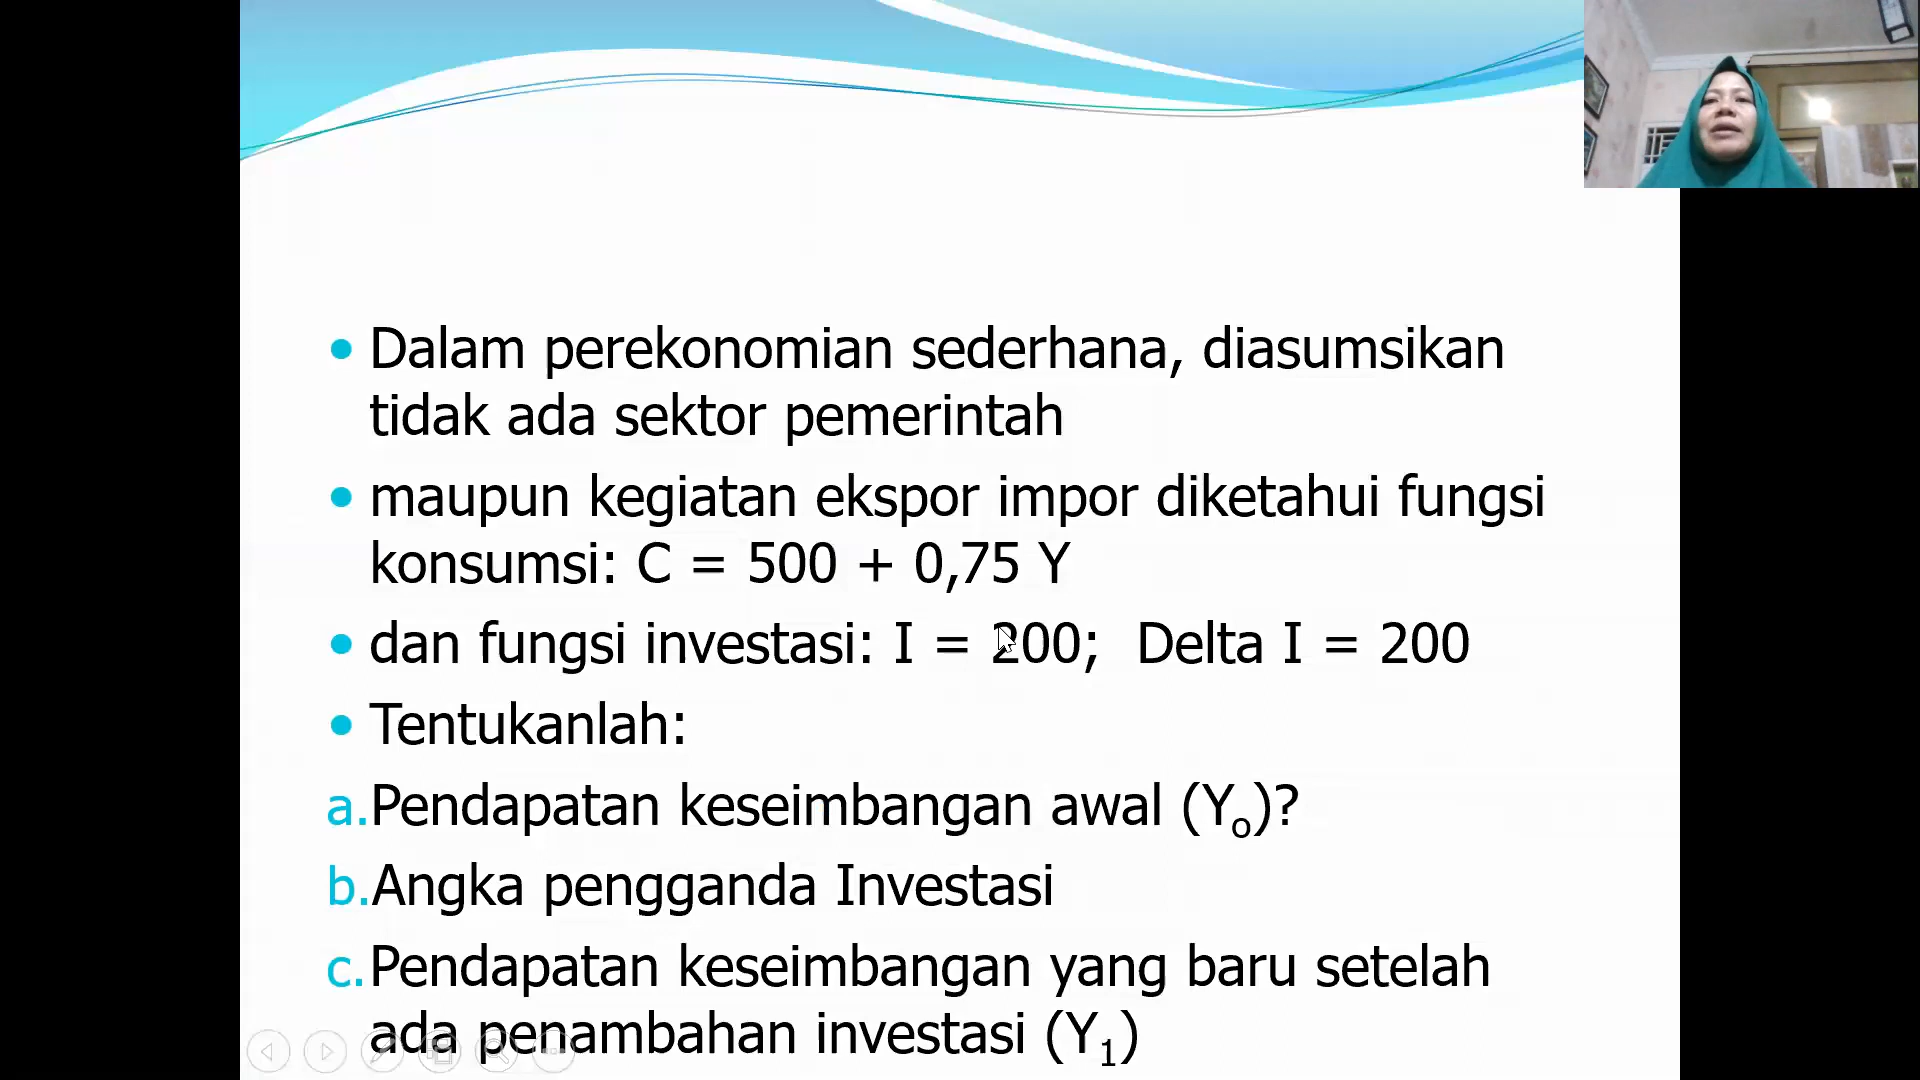 • Dalam perekonomian sederhana, diasumsikan
tidak ada sektor pemerintah
• maupun kegiatan ekspor impor diketahui fungsi
konsumsi: C = 500 + 0,75 Y
• dan fungsi investasi: I = 200; Delta I = 200
• Tentukanlah:
a. Pendapatan keseimbangan awal (Y₀)?
b. Angka pengganda Investasi
c. Pendapatan keseimbangan yang baru setelah
ada penambahan investasi (Y₁)